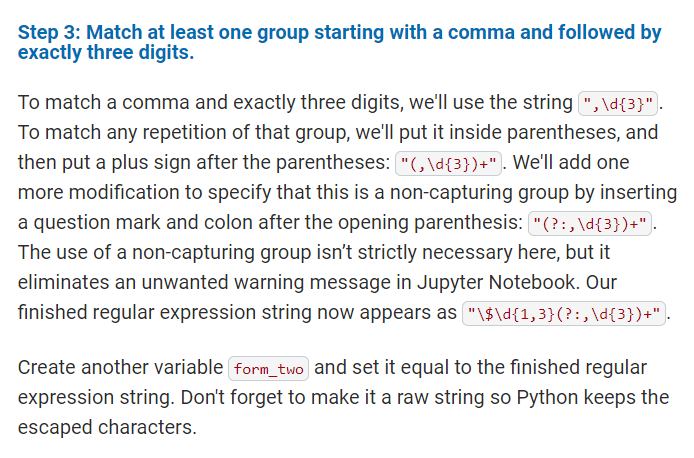 Step 3: Match at least one group starting with a comma and followed by
exactly three digits.
To match a comma and exactly three digits, we'll use the string ",\d{3}".
To match any repetition of that group, we'll put it inside parentheses, and
then put a plus sign after the parentheses: "(,\d{3})+". We'll add one
more modification to specify that this is a non-capturing group by inserting
a question mark and colon after the opening parenthesis: "(?:,\d{3})+".
The use of a non-capturing group isn’t strictly necessary here, but it
eliminates an unwanted warning message in Jupyter Notebook. Our
finished regular expression string now appears as "\$\d{1,3}(?:,\d{3})+".
Create another variable form_two and set it equal to the finished regular
expression string. Don't forget to make it a raw string so Python keeps the
escaped characters.